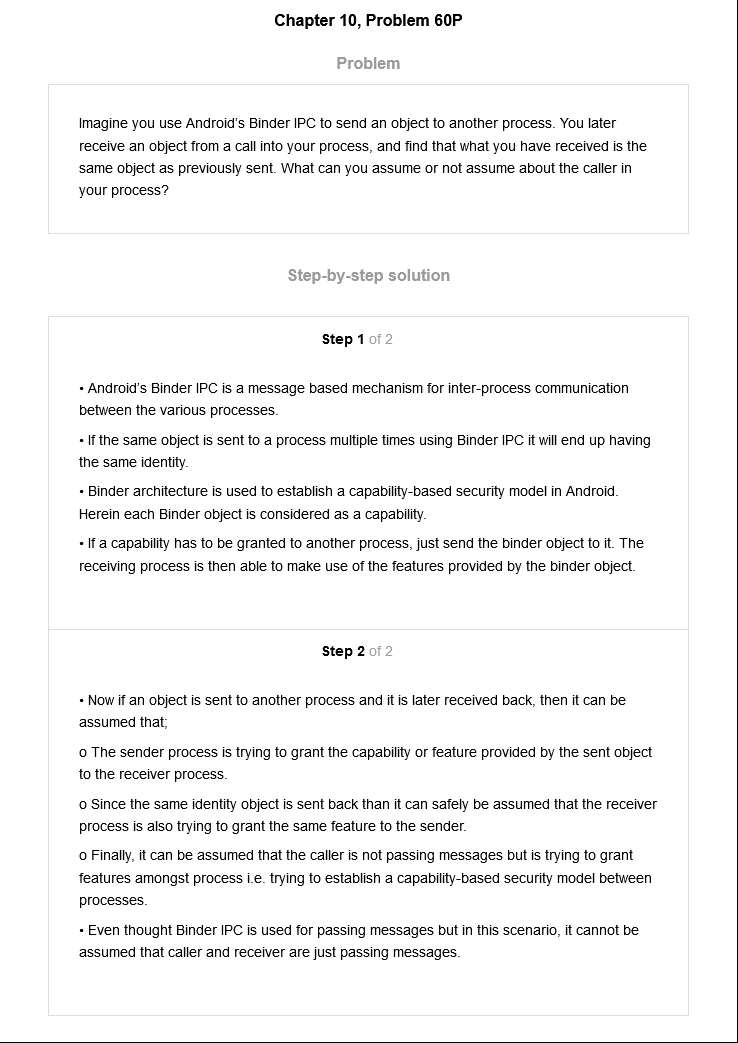 Chapter 10, Problem 60P
Problem
Imagine you use Android's Binder IPC to send an object to another process. You later
receive an object from a call into your process, and find that what you have received is the
same object as previously sent. What can you assume or not assume about the caller in
your process?
Step-by-step solution
Step 1 of 2
• Android's Binder IPC is a message based mechanism for inter-process communication
between the various processes.
• If the same object is sent to a process multiple times using Binder IPC it will end up having
the same identity.
• Binder architecture is used to establish a capability-based security model in Android.
Herein each Binder object is considered as a capability.
• If a capability has to be granted to another process, just send the binder object to it. The
receiving process is then able to make use of the features provided by the binder object.
Step 2 of 2
• Now if an object is sent to another process and it is later received back, then it can be
assumed that;
o The sender process is trying to grant the capability or feature provided by the sent object
to the receiver process.
o Since the same identity object is sent back than it can safely be assumed that the receiver
process is also trying to grant the same feature to the sender.
o Finally, it can be assumed that the caller is not passing messages but is trying to grant
features amongst process i.e. trying to establish a capability-based security model between
processes.
• Even thought Binder IPC is used for passing messages but in this scenario, it cannot be
assumed that caller and receiver are just passing messages.